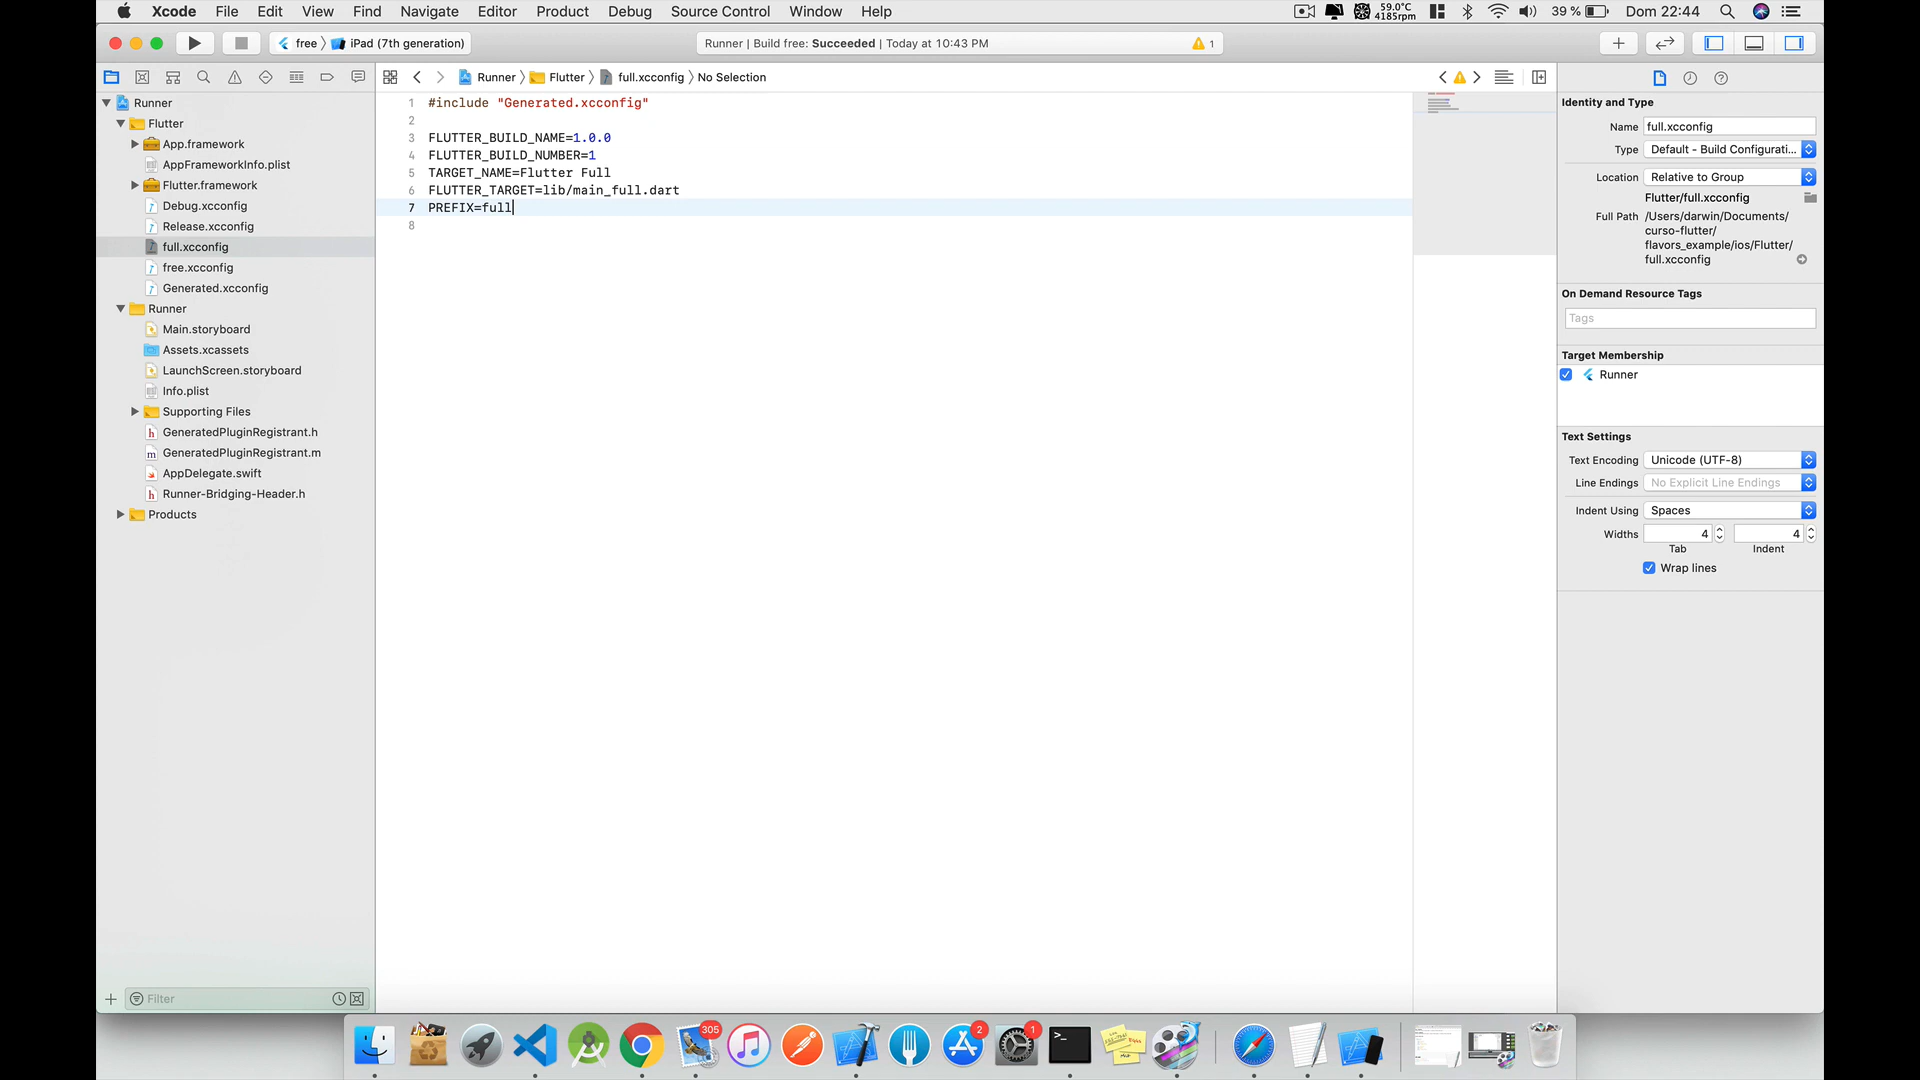 Xcode File Edit View Find Navigate Editor Product Debug Source Control Window Help
59.0°C
4185rpm
39 % Dom 22:44
free iPad (7th generation)
Runner | Build free: Succeeded | Today at 10:43 PM
1
Runner Flutter full.xcconfig No Selection
Runner
Flutter
App.framework
AppFrameworkInfo.plist
Flutter.framework
Debug.xcconfig
Release.xcconfig
full.xcconfig
free.xcconfig
Generated.xcconfig
Runner
Main.storyboard
Assets.xcassets
LaunchScreen.storyboard
Info.plist
Supporting Files
GeneratedPluginRegistrant.h
GeneratedPluginRegistrant.m
AppDelegate.swift
Runner-Bridging-Header.h
Products
Filter
1 #include "Generated.xcconfig"
2
3 FLUTTER_BUILD_NAME=1.0.0
4 FLUTTER_BUILD_NUMBER=1
5 TARGET_NAME=Flutter Full
6 FLUTTER_TARGET=lib/main_full.dart
7 PREFIX=full
8
Identity and Type
Name full.xcconfig
Type Default - Build Configurati...
Location Relative to Group
Flutter/full.xcconfig
Full Path /Users/darwin/Documents/
curso-flutter/
flavors_example/ios/Flutter/
full.xcconfig
On Demand Resource Tags
Tags
Target Membership
Runner
Text Settings
Text Encoding Unicode (UTF-8)
Line Endings No Explicit Line Endings
Indent Using Spaces
Widths 4 4
Tab Indent
Wrap lines
305
2
1